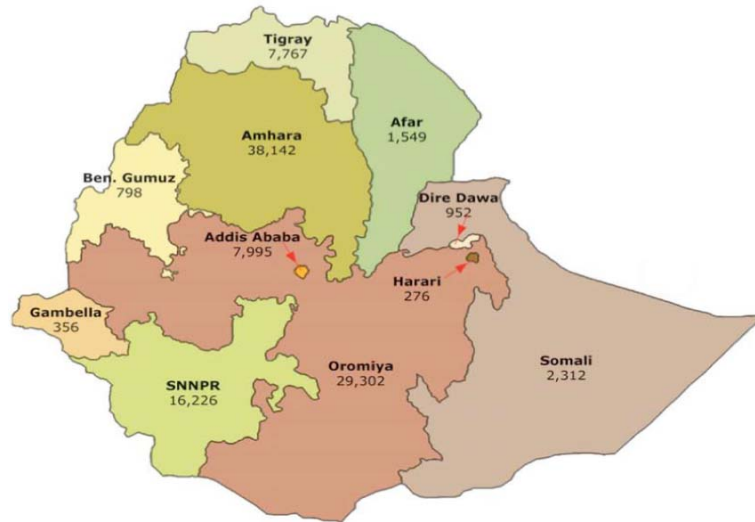 Tigray
7,767
Afar
1,549
Amhara
38,142
Ben. Gumuz
798
Dire Dawa
952
Addis Ababa
7,995
Harari
276
Gambella
356
Oromiya
29,302
Somali
2,312
SNNPR
16,226